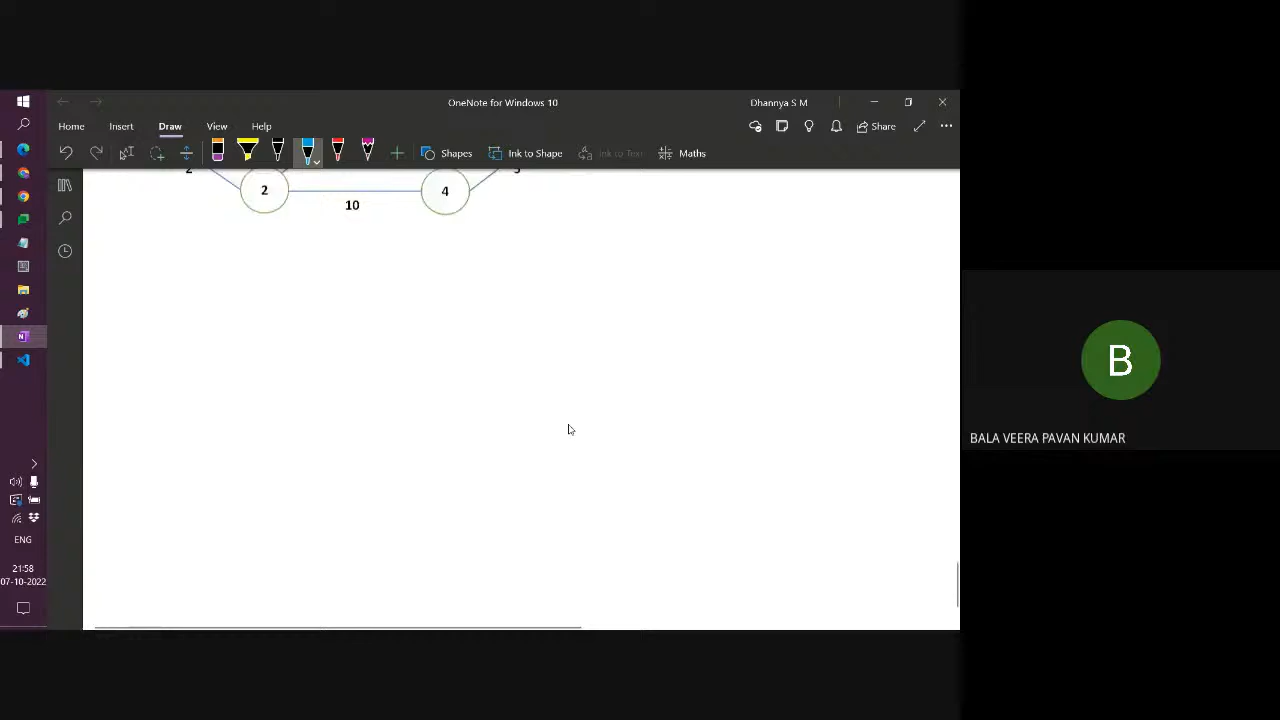 OneNote for Windows 10
Dhannya S M
Home Insert Draw View Help
Share
Shapes
Ink to Shape
Ink to Text
Maths
2 4
10
B
BALA VEERA PAVAN KUMAR
ENG
21:58
07-10-2022